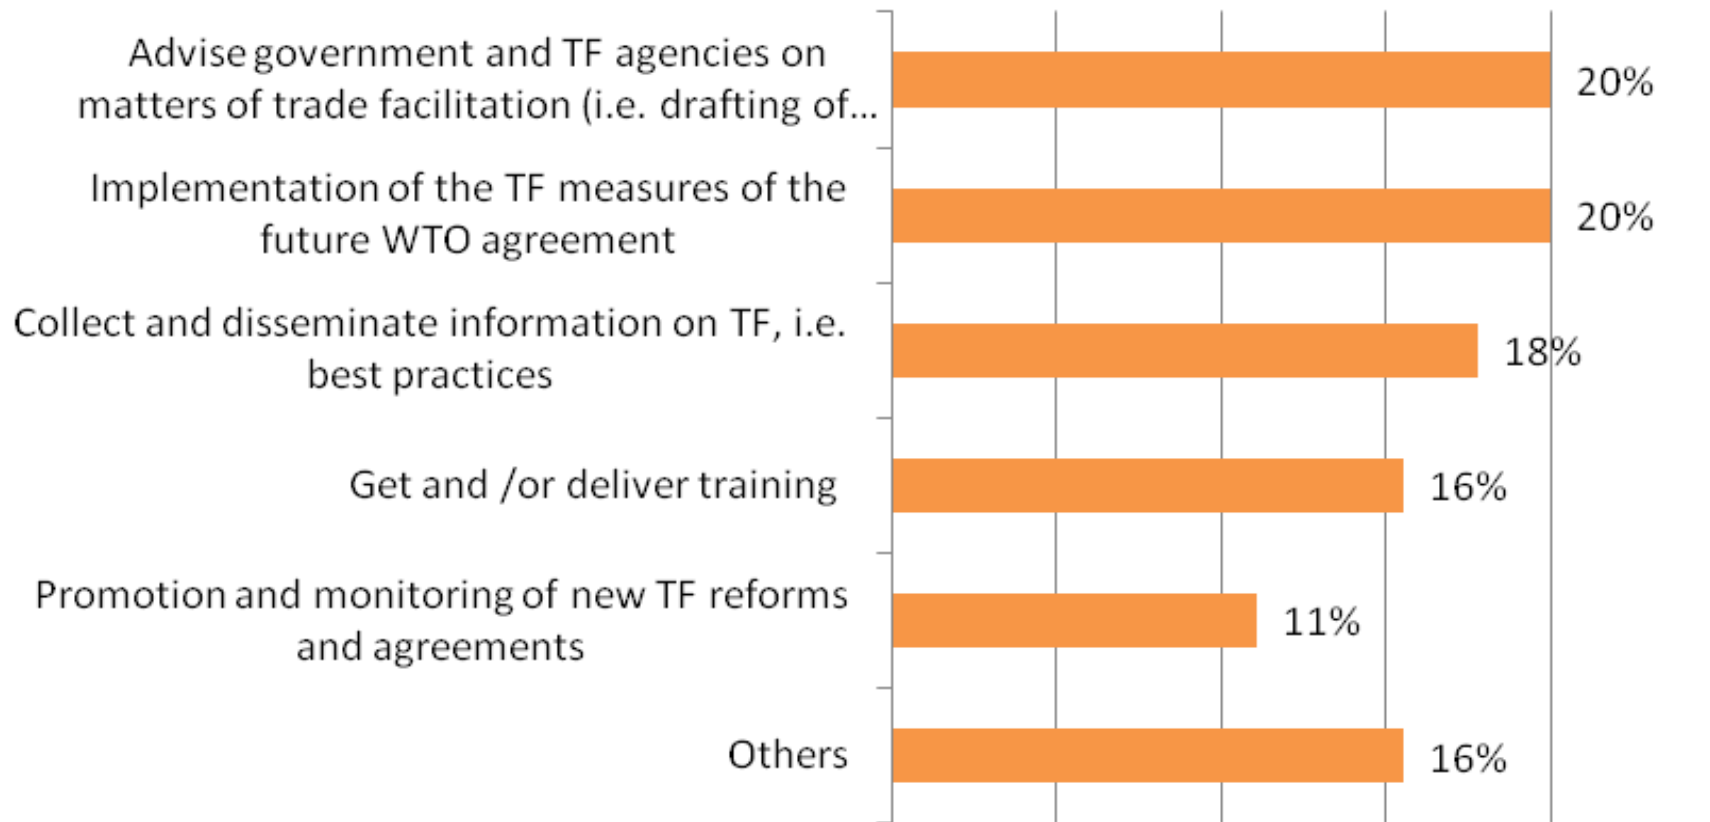 Advise government and TF agencies on
matters of trade facilitation (i.e. drafting of...
20%
Implementation of the TF measures of the
future WTO agreement
20%
Collect and disseminate information on TF, i.e.
best practices
18%
Get and /or deliver training
16%
Promotion and monitoring of new TF reforms
and agreements
11%
Others
16%